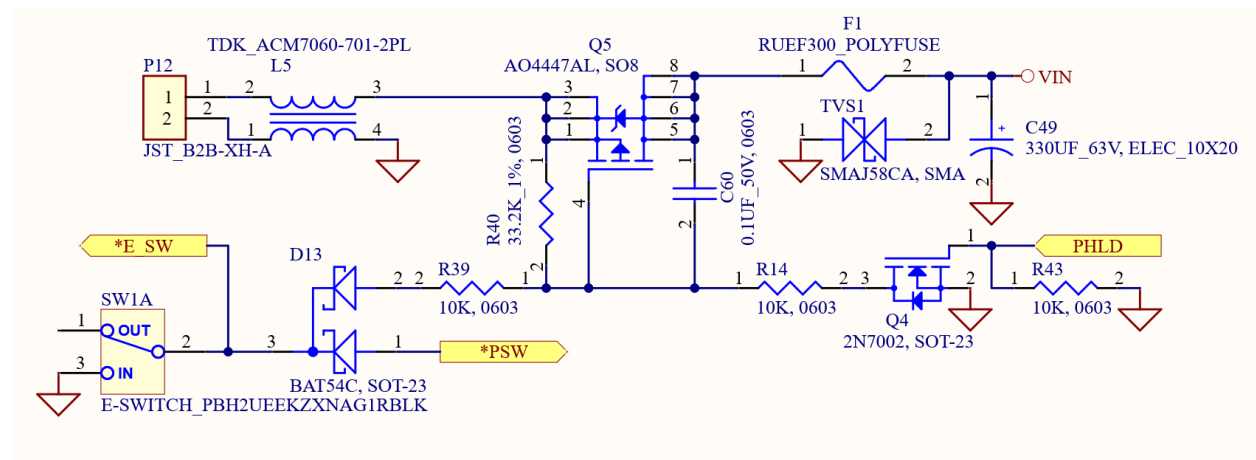 F1
TDK_ACM7060-701-2PL
Q5
RUEF300_POLYFUSE
P12
L5
AO4447AL, SO8
8
1
2
VIN
1
1
2
2
3
3
7
2
2
6
TVS1
1
1
4
1
5
1
2
C49
+
330UF_63V, ELEC_10X20
JST_B2B-XH-A
1
R40
33.2K_1%, 0603
2
4
1
C60
0.1UF_50V, 0603
2
SMAJ58CA, SMA
2
*E_SW
D13
1
PHLD
2
2
R39
1
1
R14
2
3
2
1
R43
2
10K, 0603
10K, 0603
10K, 0603
SW1A
Q4
2N7002, SOT-23
1
OUT
2
3
1
*PSW
3
IN
BAT54C, SOT-23
E-SWITCH_PBH2UEEKZXNAG1RBLK